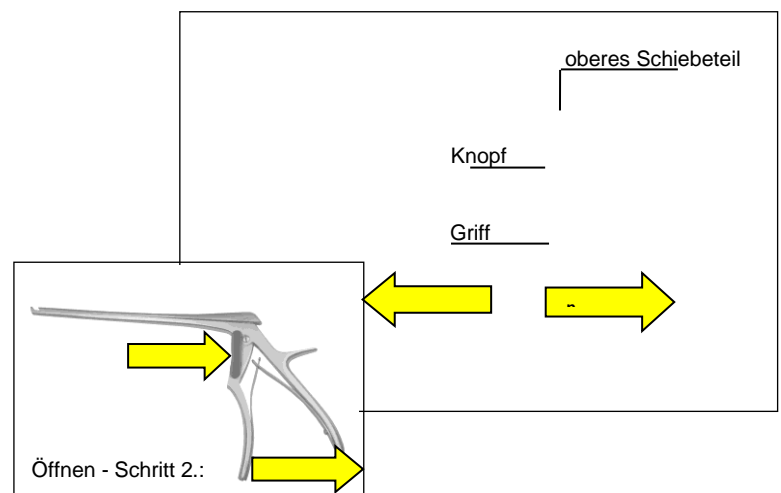 oberes Schiebeteil
Knopf
Griff
Öffnen - Schritt 2.: